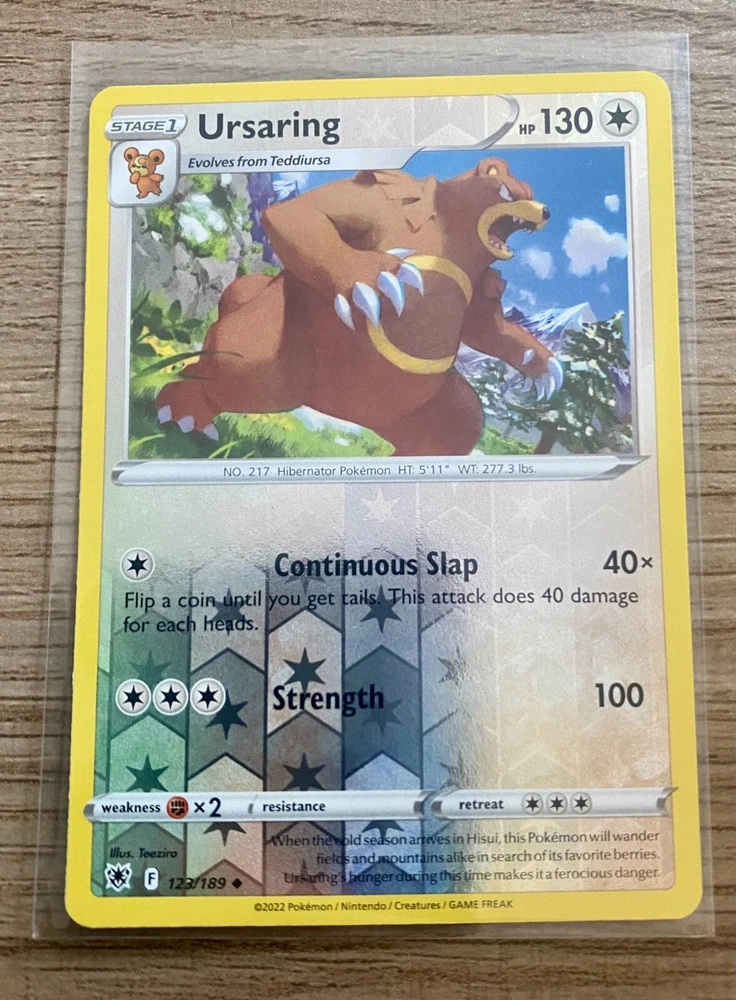 STAGE 1 Ursaring HP 130
Evolves from Teddiursa
NO. 217 Hibernator Pokémon HT: 5'11" WT: 277.3 lbs.
Continuous Slap 40×
Flip a coin until you get tails. This attack does 40 damage
for each heads.
Strength 100
weakness ×2 resistance retreat
When the cold season arrives in Hisui, this Pokémon will wander
fields and mountains alike in search of its favorite berries.
Ursaring's hunger during this time makes it a ferocious danger.
Illus. Teeziro
F 123/189
©2022 Pokémon / Nintendo / Creatures / GAME FREAK